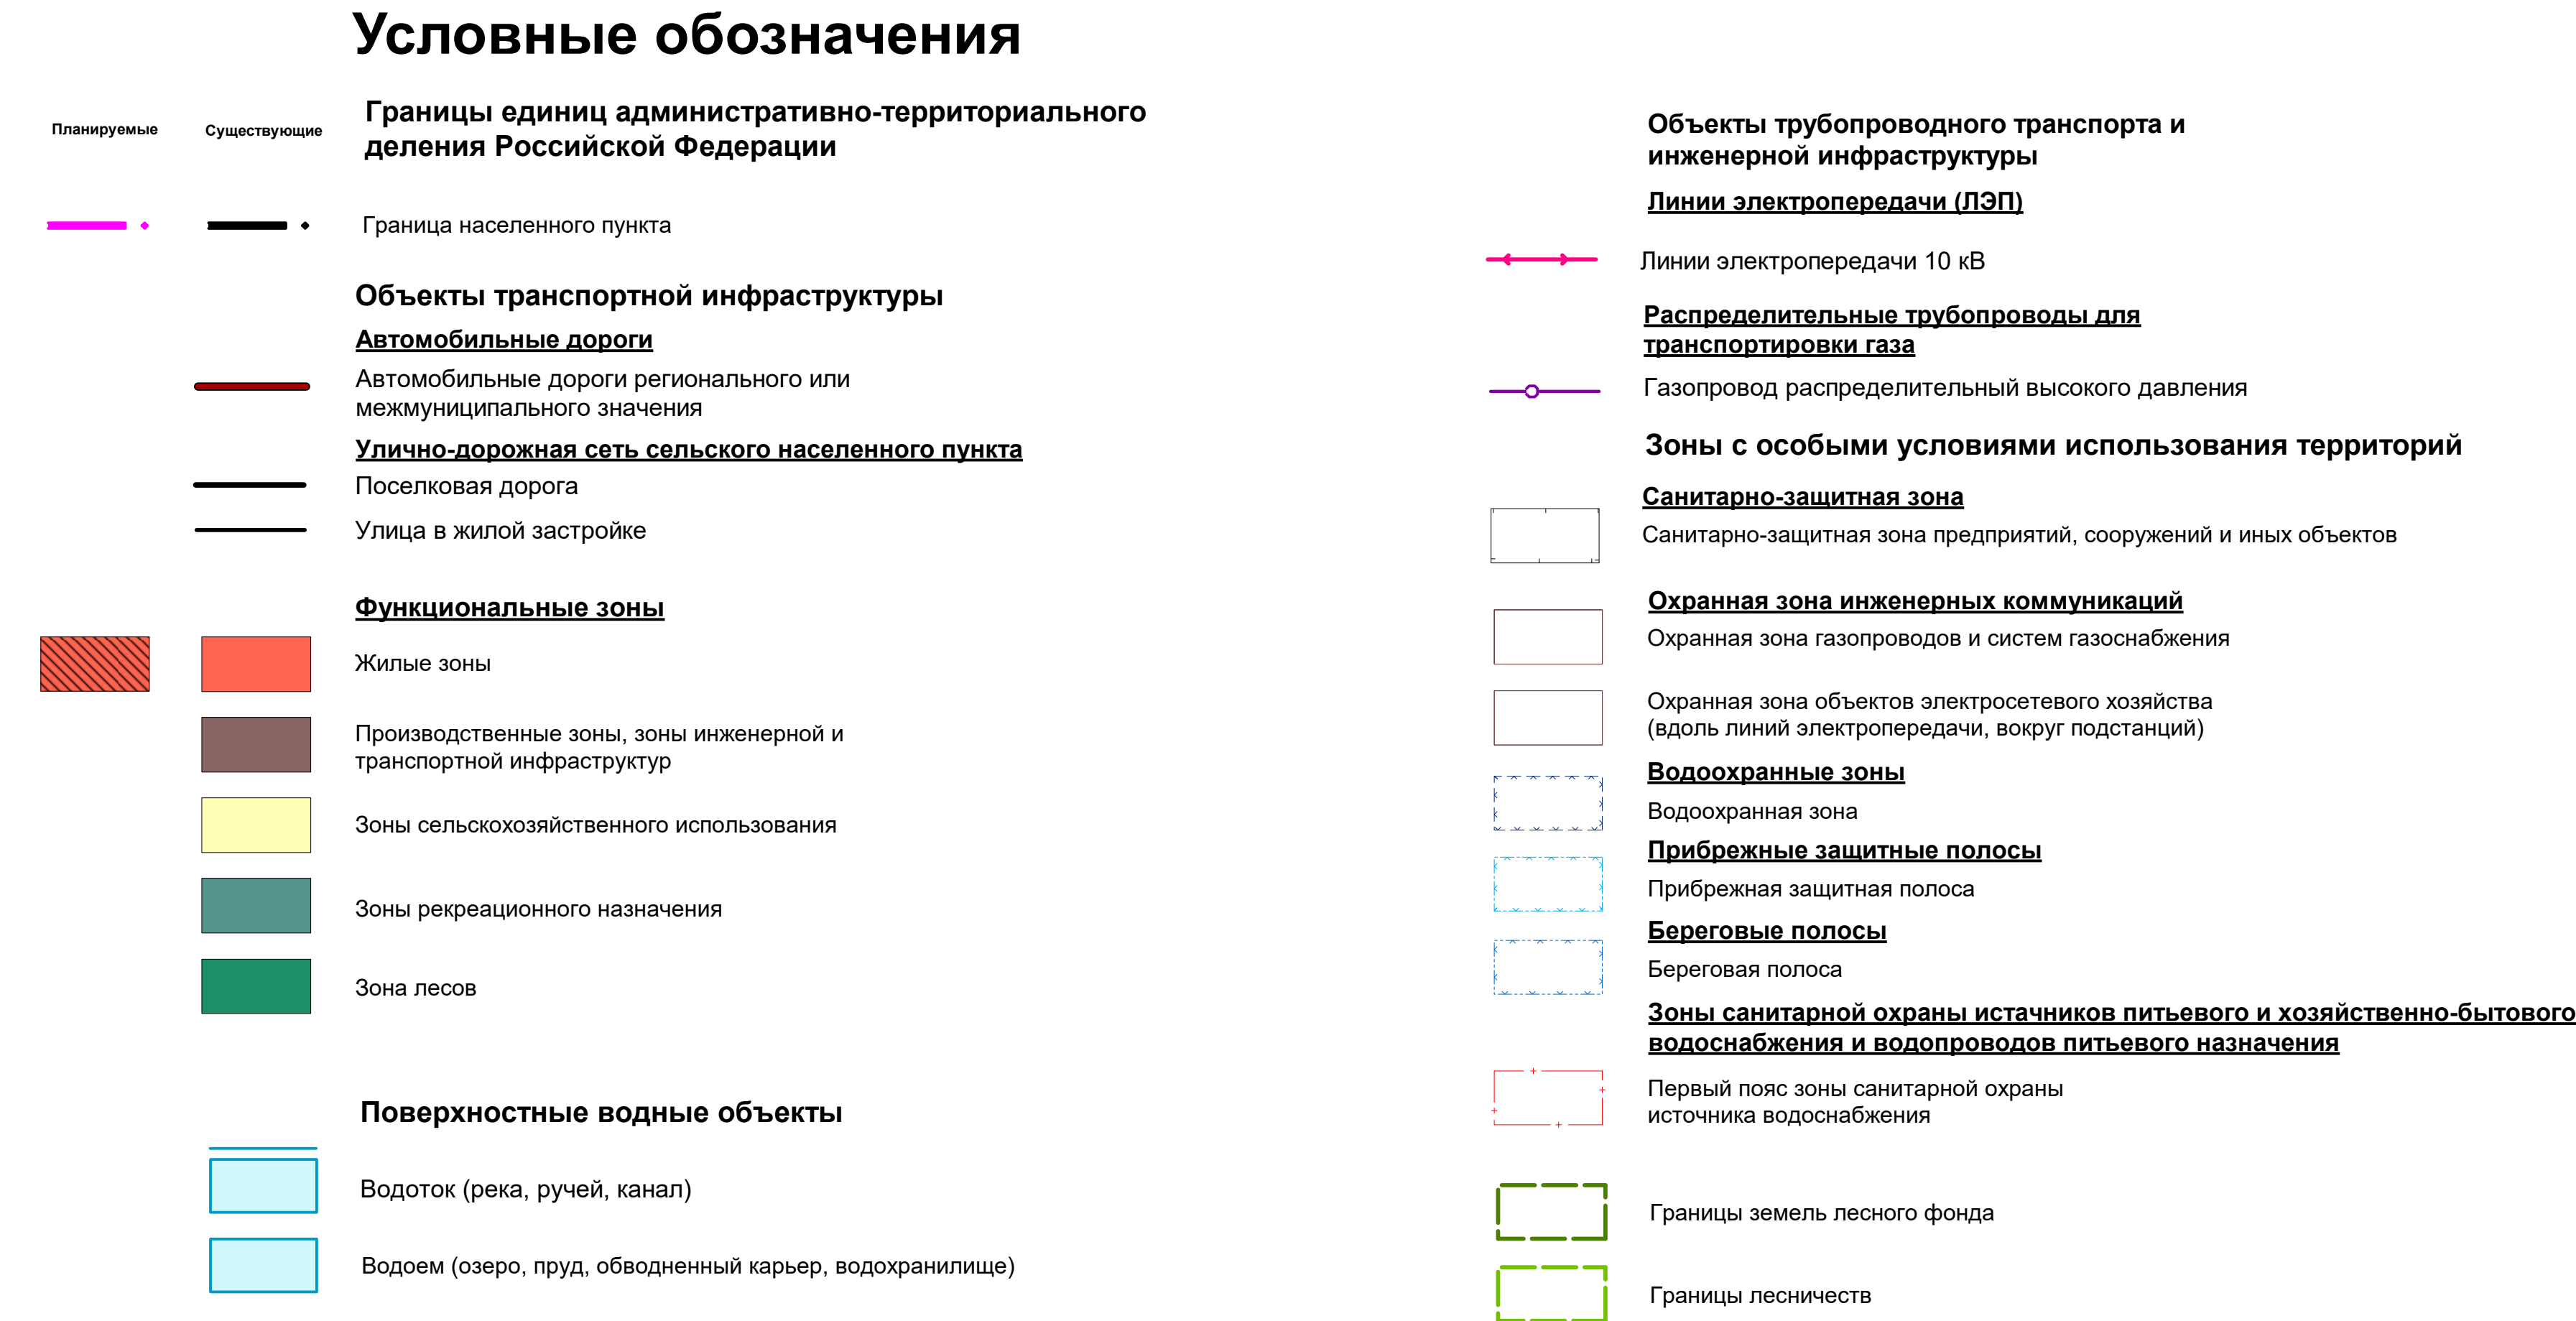 Условные обозначения
Планируемые
Существующие
Границы единиц административно-территориального
деления Российской Федерации
Граница населенного пункта
Объекты транспортной инфраструктуры
Автомобильные дороги
Автомобильные дороги регионального или
межмуниципального значения
Улично-дорожная сеть сельского населенного пункта
Поселковая дорога
Улица в жилой застройке
Функциональные зоны
Жилые зоны
Производственные зоны, зоны инженерной и
транспортной инфраструктур
Зоны сельскохозяйственного использования
Зоны рекреационного назначения
Зона лесов
Поверхностные водные объекты
Водоток (река, ручей, канал)
Водоем (озеро, пруд, обводненный карьер, водохранилище)
Объекты трубопроводного транспорта и
инженерной инфраструктуры
Линии электропередачи (ЛЭП)
Линии электропередачи 10 кВ
Распределительные трубопроводы для
транспортировки газа
Газопровод распределительный высокого давления
Зоны с особыми условиями использования территорий
Санитарно-защитная зона
Санитарно-защитная зона предприятий, сооружений и иных объектов
Охранная зона инженерных коммуникаций
Охранная зона газопроводов и систем газоснабжения
Охранная зона объектов электросетевого хозяйства
(вдоль линий электропередачи, вокруг подстанций)
Водоохранные зоны
Водоохранная зона
Прибрежные защитные полосы
Прибрежная защитная полоса
Береговые полосы
Береговая полоса
Зоны санитарной охраны истачников питьевого и хозяйственно-бытового
водоснабжения и водопроводов питьевого назначения
Первый пояс зоны санитарной охраны
источника водоснабжения
Границы земель лесного фонда
Границы лесничеств